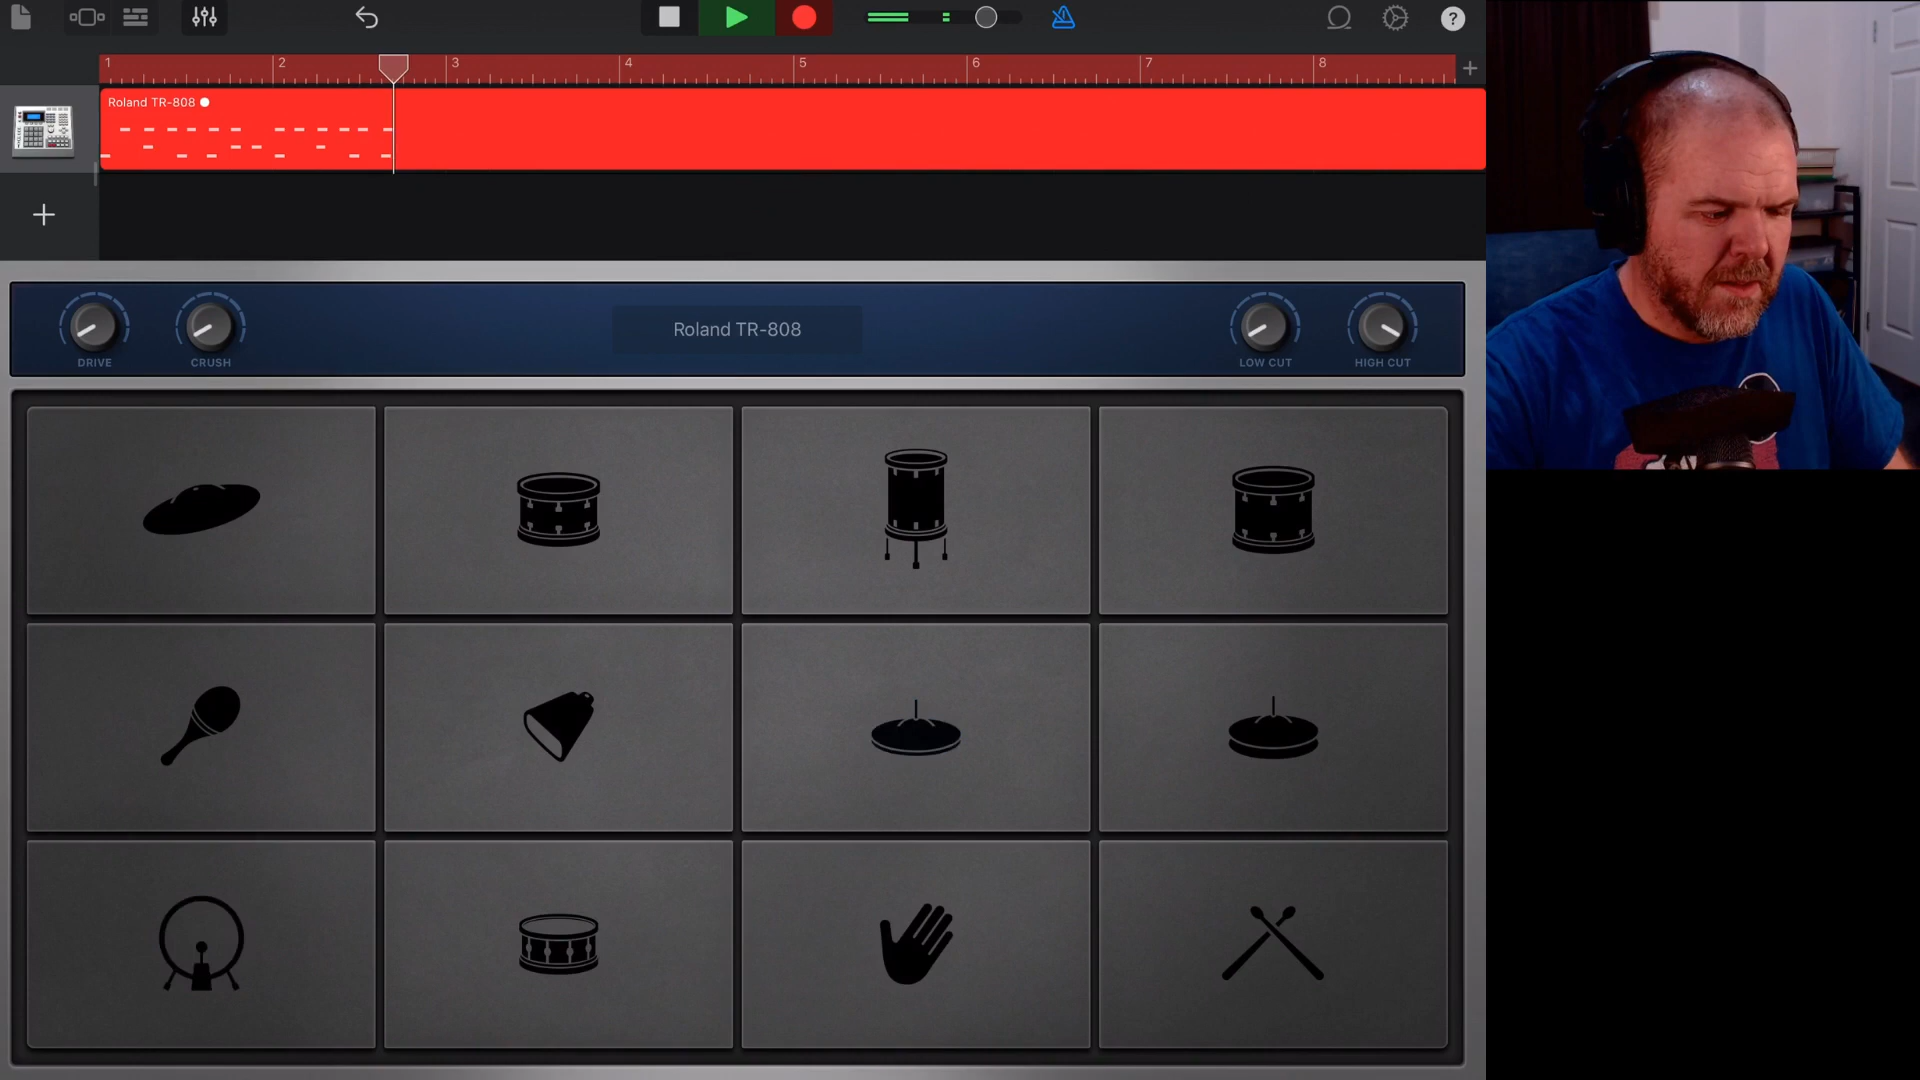 ?
1 2 3 4 5 6 7 8
Roland TR-808
DRIVE
CRUSH
Roland TR-808
LOW CUT
HIGH CUT